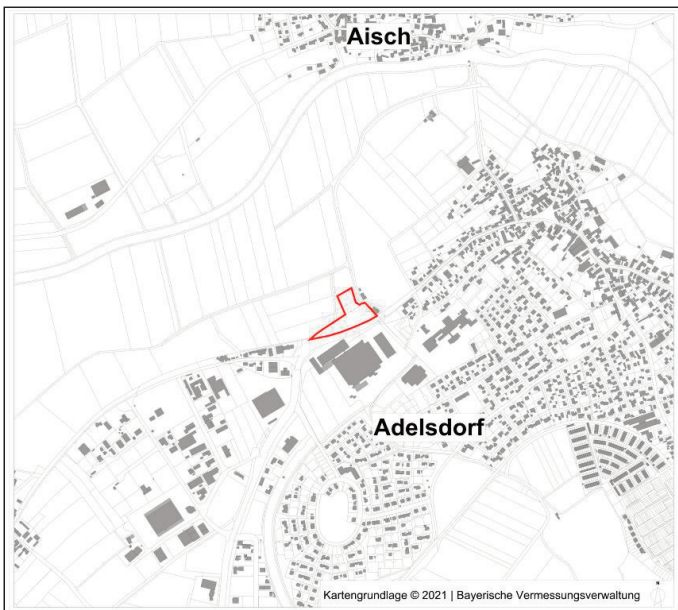 Aisch
Adelsdorf
Kartengrundlage © 2021 | Bayerische Vermessungsverwaltung